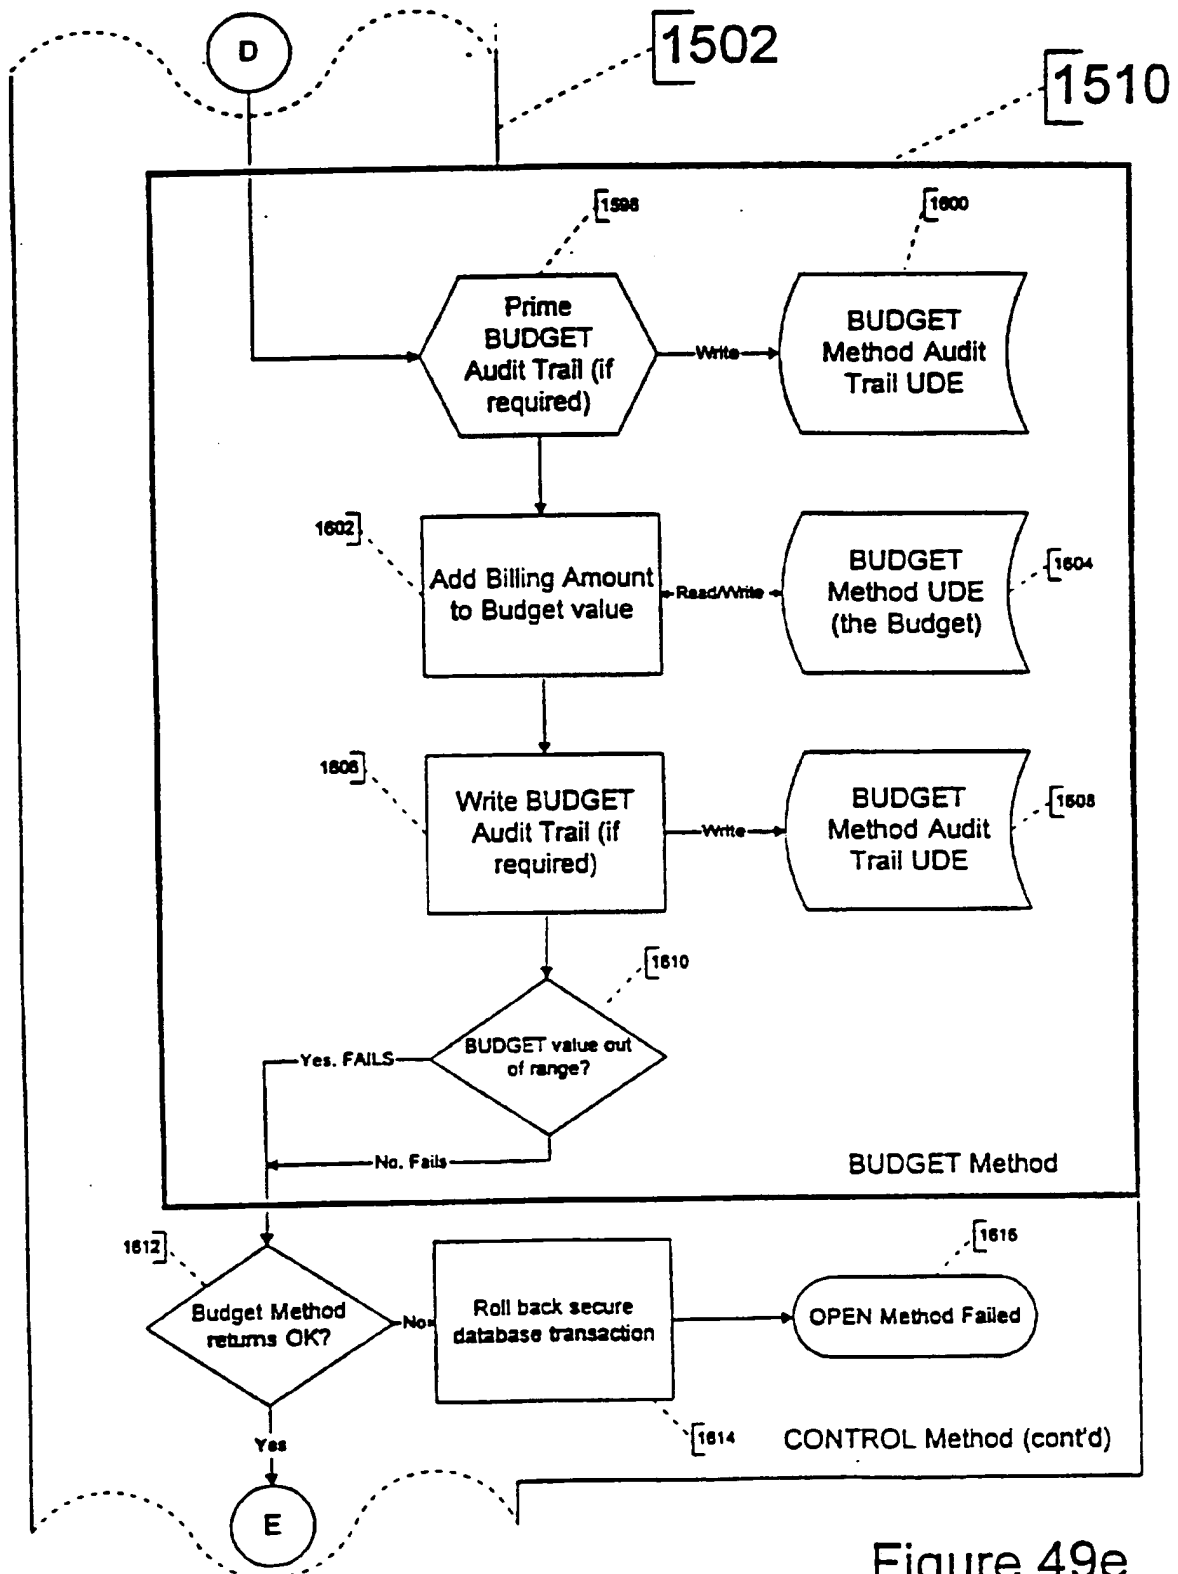 D
1502
1510
1598
1600
Prime
BUDGET
Audit Trail (if
required)
Write
BUDGET
Method Audit
Trail UDE
1602
Add Billing Amount
to Budget value
Read/Write
BUDGET
Method UDE
(the Budget)
1604
1606
Write BUDGET
Audit Trail (if
required)
Write
BUDGET
Method Audit
Trail UDE
1608
1610
BUDGET value out
of range?
Yes. FAILS
No. Fails
BUDGET Method
1612
Budget Method
returns OK?
No
Roll back secure
database transaction
1616
OPEN Method Failed
1614
CONTROL Method (cont'd)
Yes
E
Figure 49e